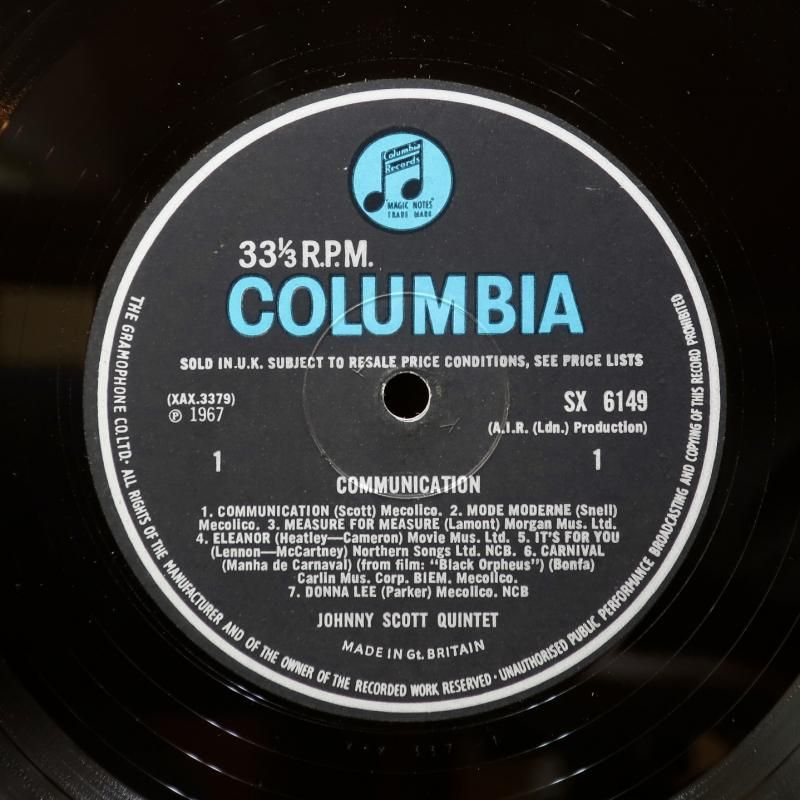 Columbia
Records
"MAGIC NOTES"
TRADE MARK
33⅓ R.P.M.
COLUMBIA
SOLD IN U.K. SUBJECT TO RESALE PRICE CONDITIONS, SEE PRICE LISTS
(XAX.3379)
SX 6149
℗ 1967
(A.I.R. (Ldn.) Production)
1
1
COMMUNICATION
1. COMMUNICATION (Scott) Mecolico. 2. MODE MODERNE (Snell)
Mecolico. 3. MEASURE FOR MEASURE (Lamont) Morgan Mus. Ltd.
4. ELEANOR (Heatley—Cameron) Movie Mus. Ltd. 5. IT'S FOR YOU
(Lennon—McCartney) Northern Songs Ltd. NCB. 6. CARNIVAL
(Manha de Carnaval) (from film: "Black Orpheus") (Bonfa)
Carlin Mus. Corp. BIEM. Mecolico.
7. DONNA LEE (Parker) Mecolico. NCB
JOHNNY SCOTT QUINTET
MADE IN Gt. BRITAIN
THE GRAMOPHONE CO. LTD. · ALL RIGHTS OF THE MANUFACTURER AND OF THE OWNER OF THE RECORDED WORK RESERVED · UNAUTHORISED PUBLIC PERFORMANCE BROADCASTING AND COPYING OF THIS RECORD PROHIBITED